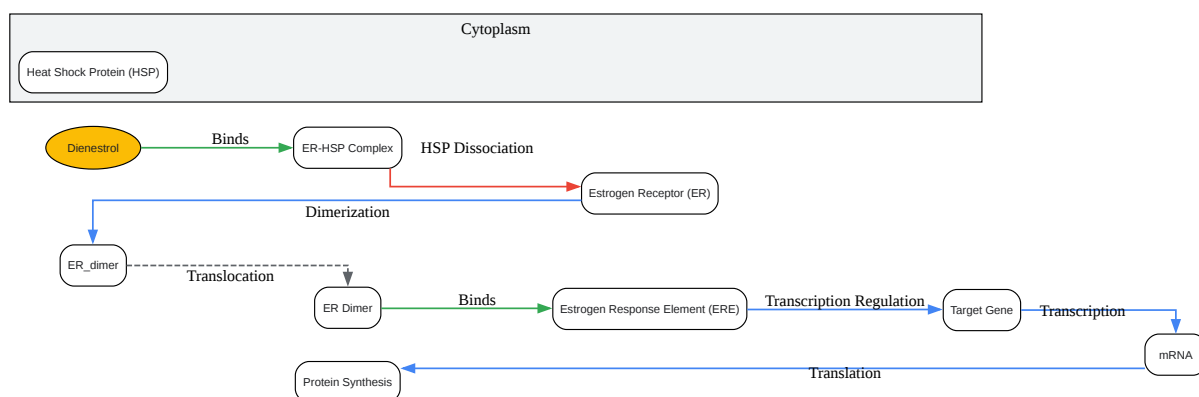 Cytoplasm
Heat Shock Protein (HSP)
Dienestrol
Binds
ER-HSP Complex
HSP Dissociation
Estrogen Receptor (ER)
Dimerization
ER_dimer
Translocation
ER Dimer
Binds
Estrogen Response Element (ERE)
Transcription Regulation
Target Gene
Transcription
mRNA
Translation
Protein Synthesis